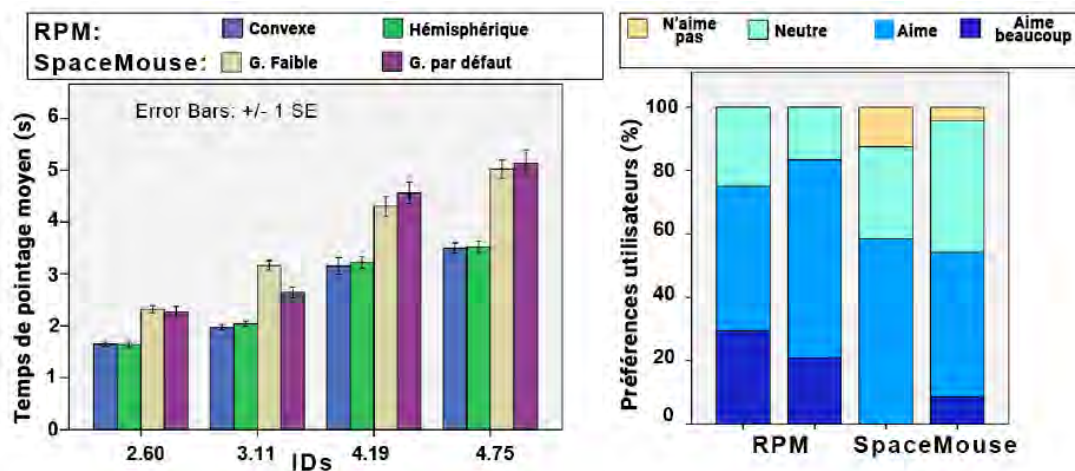 RPM:
Convexe
Hémisphérique
SpaceMouse:
G. Faible
G. par défaut
Error Bars: +/- 1 SE
Temps de pointage moyen (s)
6
5
4
3
2
1
0
2.60
3.11
4.19
4.75
IDs
N'aime pas
Neutre
Aime
Aime beaucoup
Préférences utilisateurs (%)
100
80
60
40
20
0
RPM
SpaceMouse